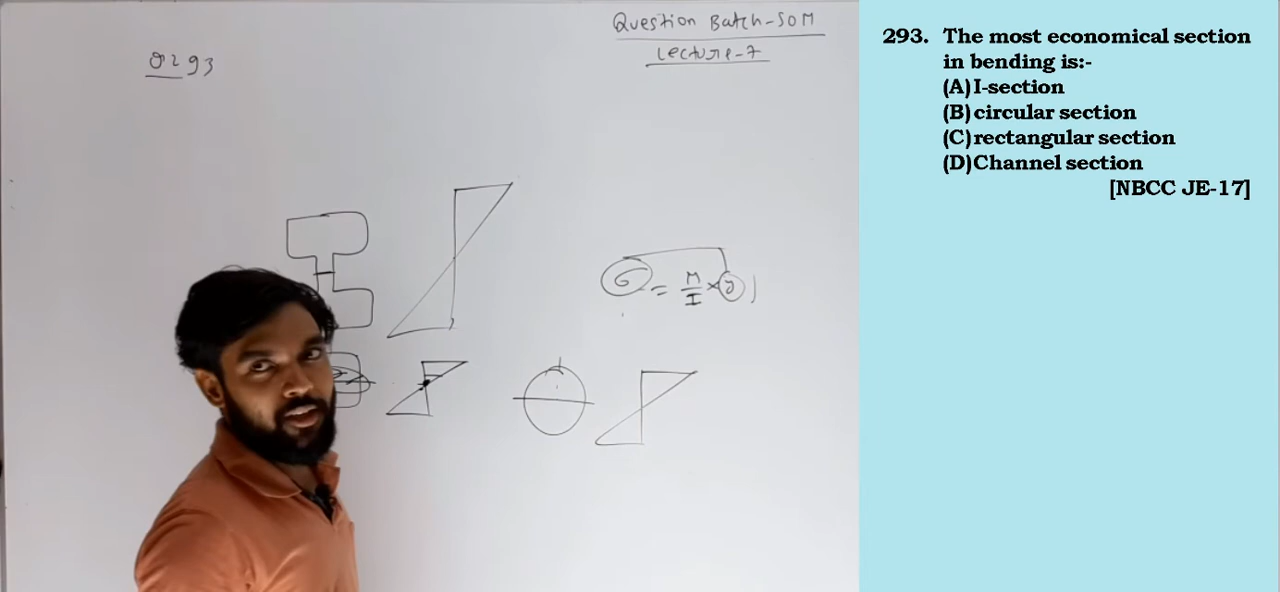 Question Batch-SOM
Lecture-7
Q293
σ = M/I × y
293. The most economical section
in bending is:-
(A) I-section
(B) circular section
(C) rectangular section
(D) Channel section
[NBCC JE-17]